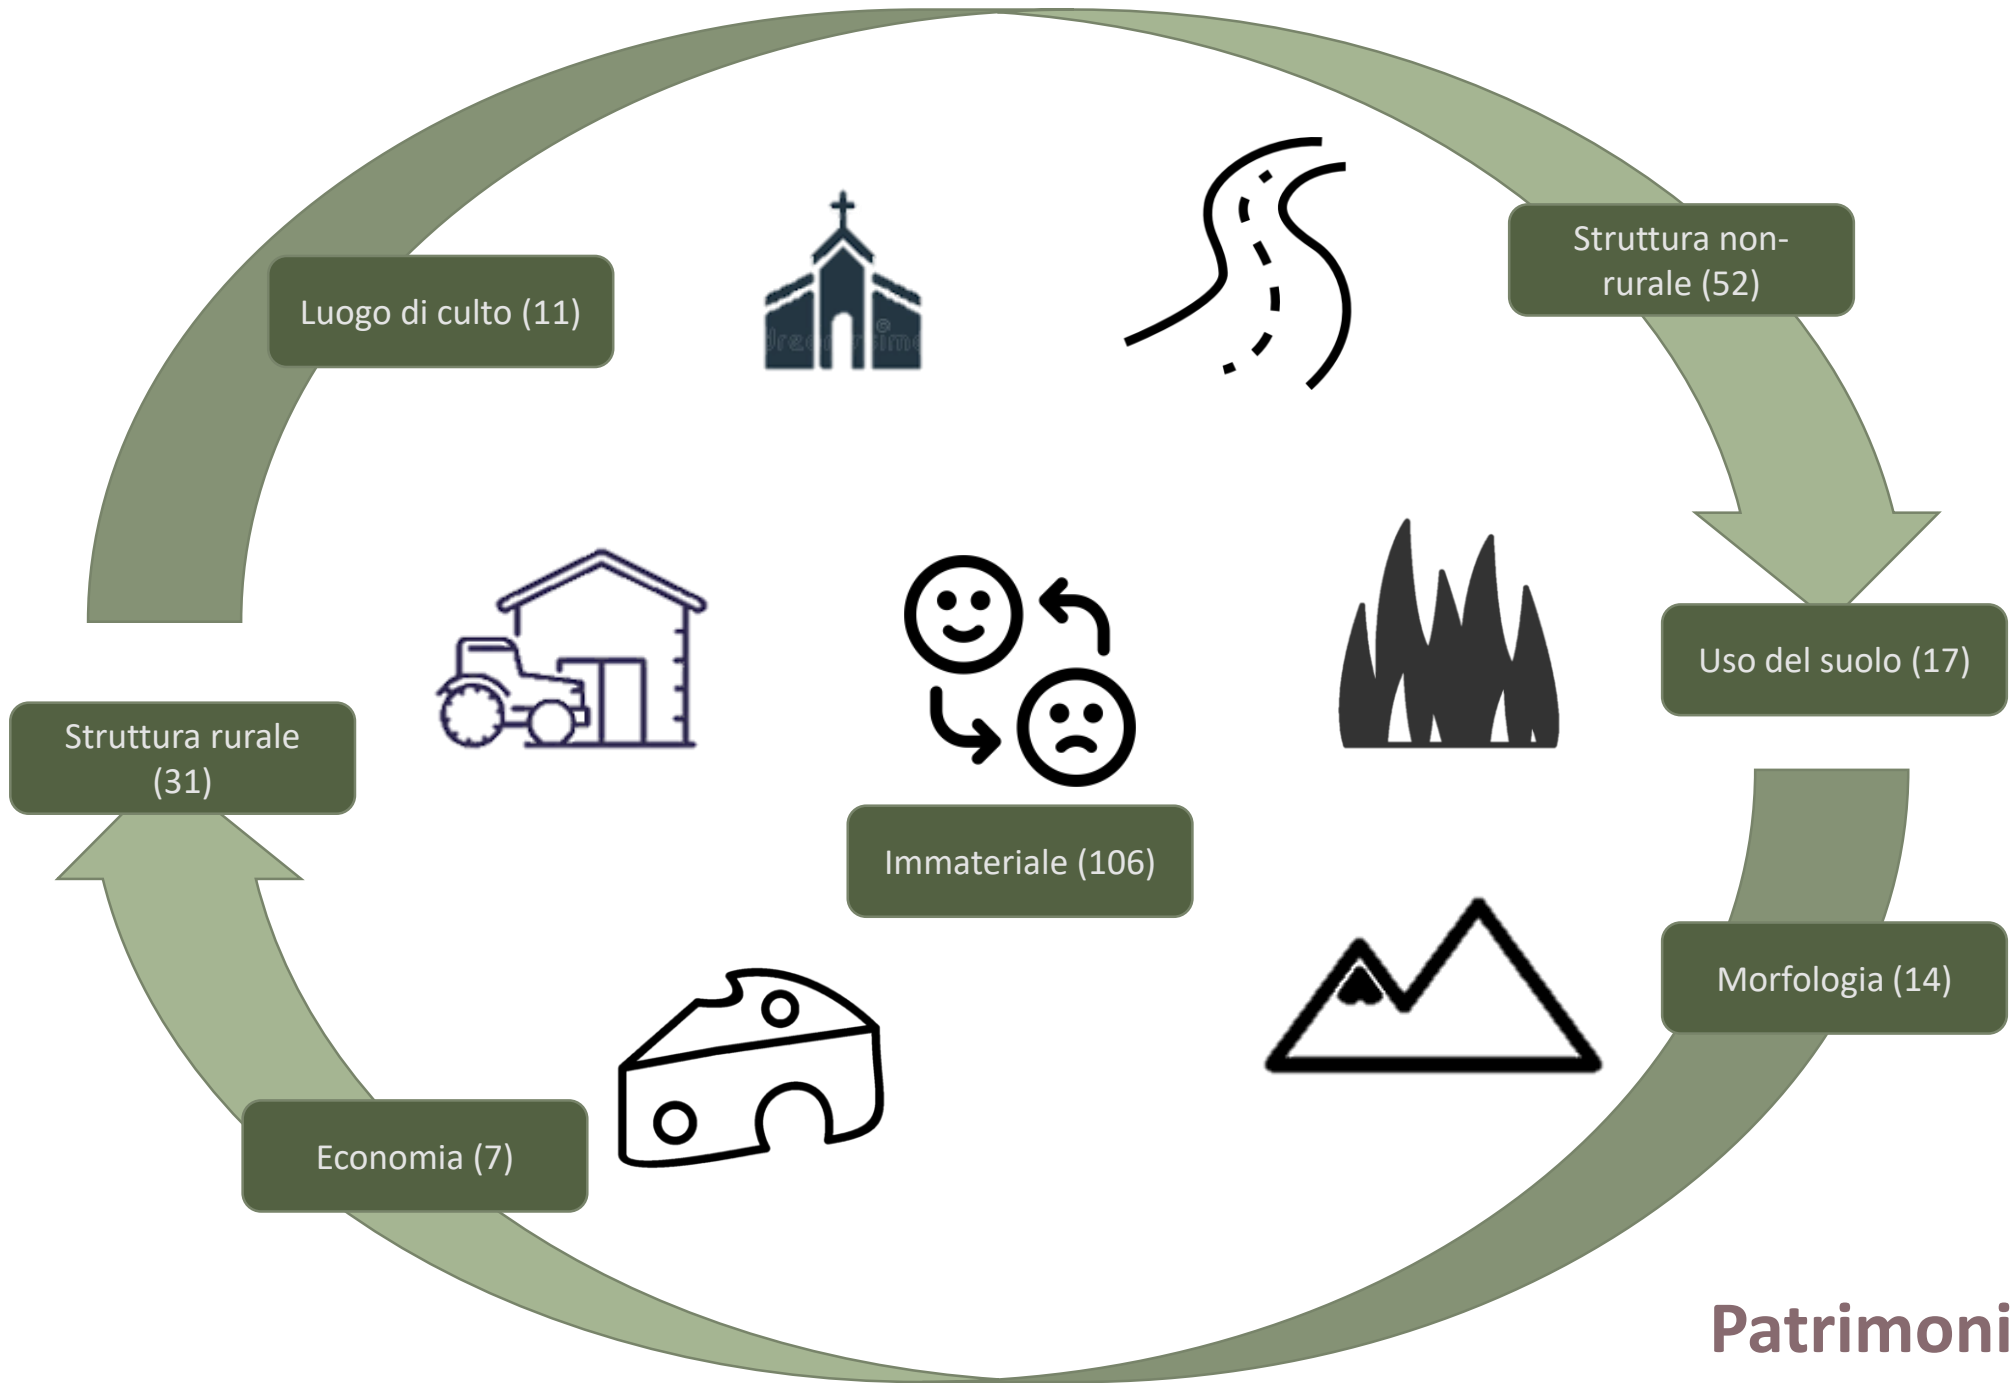 Struttura non-
rurale (52)
Luogo di culto (11)
Uso del suolo (17)
Struttura rurale
(31)
Immateriale (106)
Morfologia (14)
Economia (7)
Patrimoni